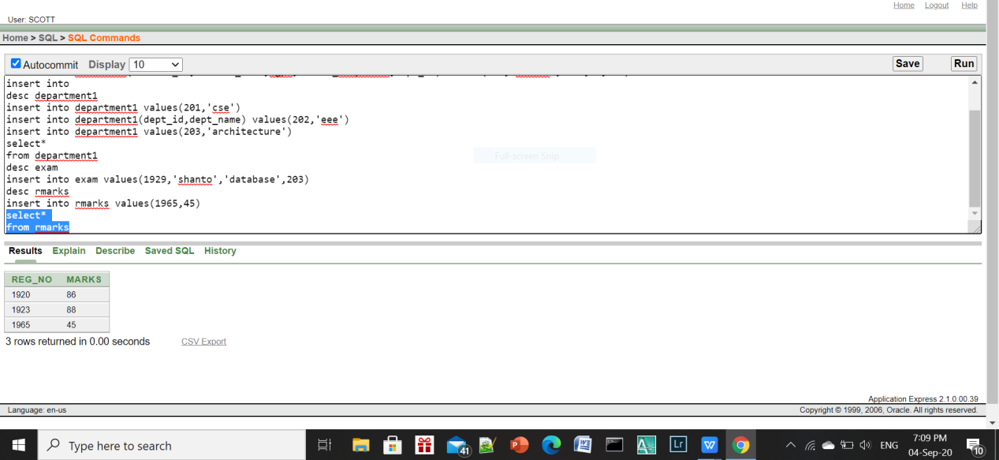 Home Logout Help
User: SCOTT
Home > SQL > SQL Commands
Autocommit Display 10 Save Run
insert into
desc department1
insert into department1 values(201,'cse')
insert into department1(dept_id,dept_name) values(202,'eee')
insert into department1 values(203,'architecture')
select*
from department1
Full-screen Snip
desc exam
insert into exam values(1929,'shanto','database',203)
desc rmarks
insert into rmarks values(1965,45)
select*
from rmarks
Results Explain Describe Saved SQL History
REG_NO MARKS
1920 86
1923 88
1965 45
3 rows returned in 0.00 seconds CSV Export
Application Express 2.1.0.00.39
Language: en-us Copyright © 1999, 2006, Oracle. All rights reserved.
Type here to search 41 Lr W ENG 7:09 PM
04-Sep-20 10